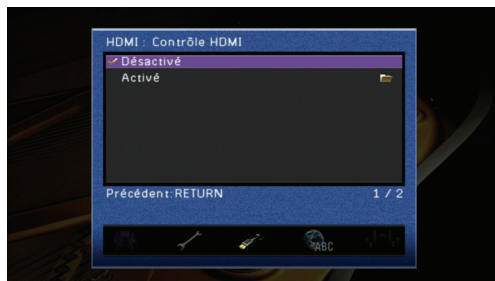 HDMI : Contrôle HDMI
Désactivé
Activé
Précédent:RETURN 1 / 2
ABC